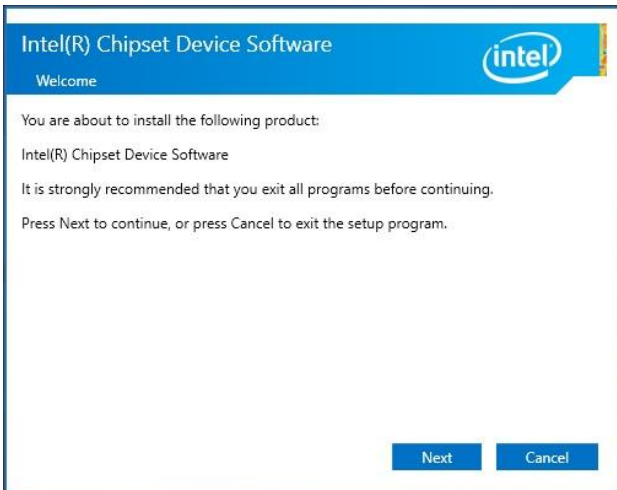 Intel(R) Chipset Device Software
intel
Welcome
You are about to install the following product:
Intel(R) Chipset Device Software
It is strongly recommended that you exit all programs before continuing.
Press Next to continue, or press Cancel to exit the setup program.
Next
Cancel